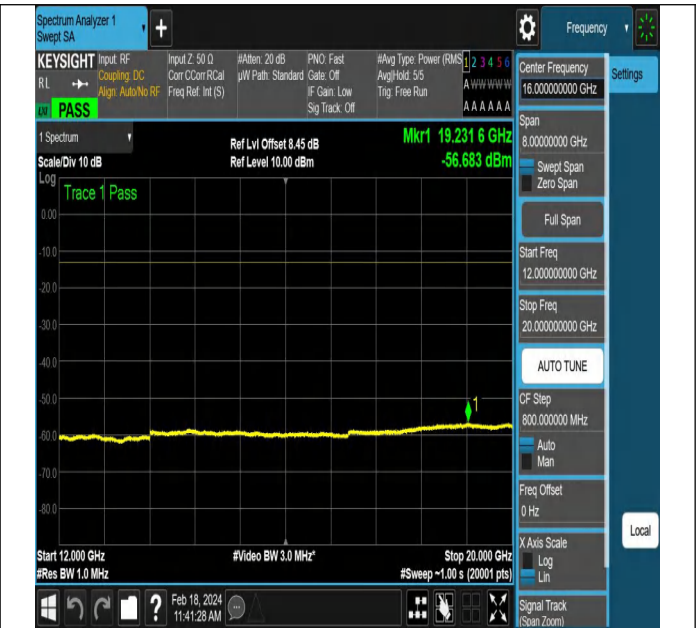 Spectrum Analyzer 1
Swept SA
+
Frequency
KEYSIGHT
RL
PASS
Input: RF
Coupling: DC
Align: Auto/No RF
Input Z: 50 Ω
Corr CCorr RCal
Freq Ref: Int (S)
#Atten: 20 dB
µW Path: Standard
PNO: Fast
Gate: Off
IF Gain: Low
Sig Track: Off
#Avg Type: Power (RMS
Avg|Hold: 5/5
Trig: Free Run
1 2 3 4 5 6
A W W W W W
A A A A A A
Settings
1 Spectrum
Scale/Div 10 dB
Log
Ref Lvl Offset 8.45 dB
Ref Level 10.00 dBm
Mkr1 19.231 6 GHz
-56.683 dBm
Trace 1 Pass
0.00
-10.0
-20.0
-30.0
-40.0
-50.0
-60.0
-70.0
-80.0
1
Start 12.000 GHz
#Res BW 1.0 MHz
#Video BW 3.0 MHz*
Stop 20.000 GHz
#Sweep ~1.00 s (20001 pts)
Center Frequency
16.000000000 GHz
Span
8.00000000 GHz
Swept Span
Zero Span
Full Span
Start Freq
12.000000000 GHz
Stop Freq
20.000000000 GHz
AUTO TUNE
CF Step
800.000000 MHz
Auto
Man
Freq Offset
0 Hz
X Axis Scale
Log
Lin
Signal Track
(Span Zoom)
Local
?
Feb 18, 2024
11:41:28 AM